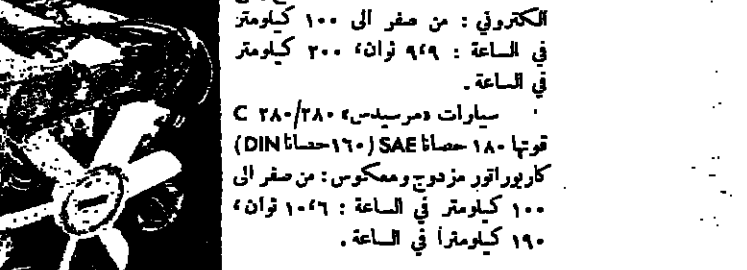 الكتروني : من صفر الى ١٠٠ كيلومتر
في الساعة : ٩،٩ ثوان، ٢٠٠ كيلومتر
في الساعة .
سيارات «مرسيدس» ٢٨٠/٢٨٠ C
قوتها ١٨٠ حصانا SAE (١٦٠ حصانا DIN)
كاربوراتور مزدوج ومعكوس : من صفر الى
١٠٠ كيلومتر في الساعة : ١٠،٦ ثوان،
١٩٠ كيلومترا في الساعة .